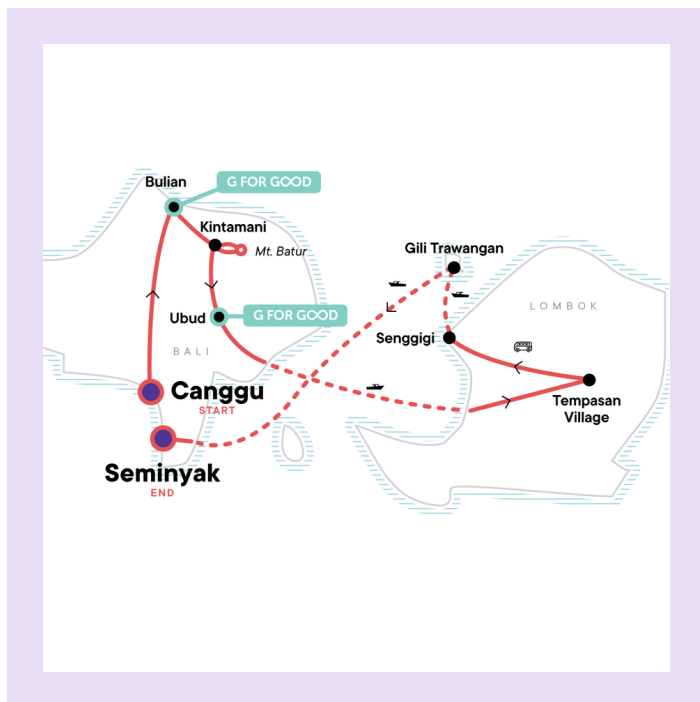 Bulian
G FOR GOOD
Kintamani
Mt. Batur
Gili Trawangan
LOMBOK
Ubud
G FOR GOOD
Senggigi
BALI
Canggu
START
Tempasan
Village
Seminyak
END